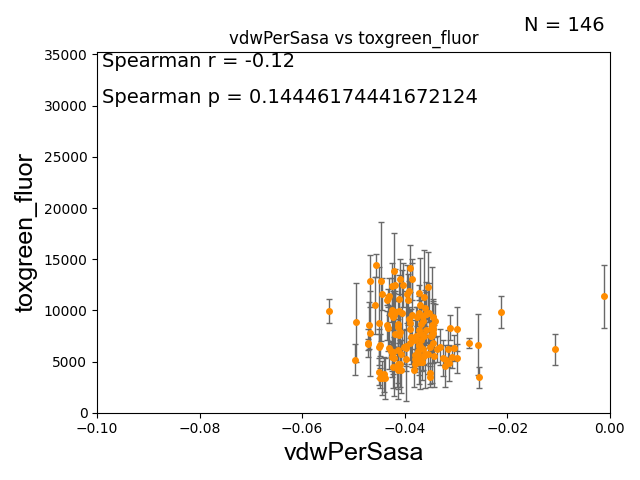 N = 146
vdwPerSasa vs toxgreen_fluor
Spearman r = -0.12
Spearman p = 0.14446174441672124
toxgreen_fluor
35000
30000
25000
20000
15000
10000
5000
0
−0.10
−0.08
−0.06
−0.04
−0.02
0.00
vdwPerSasa